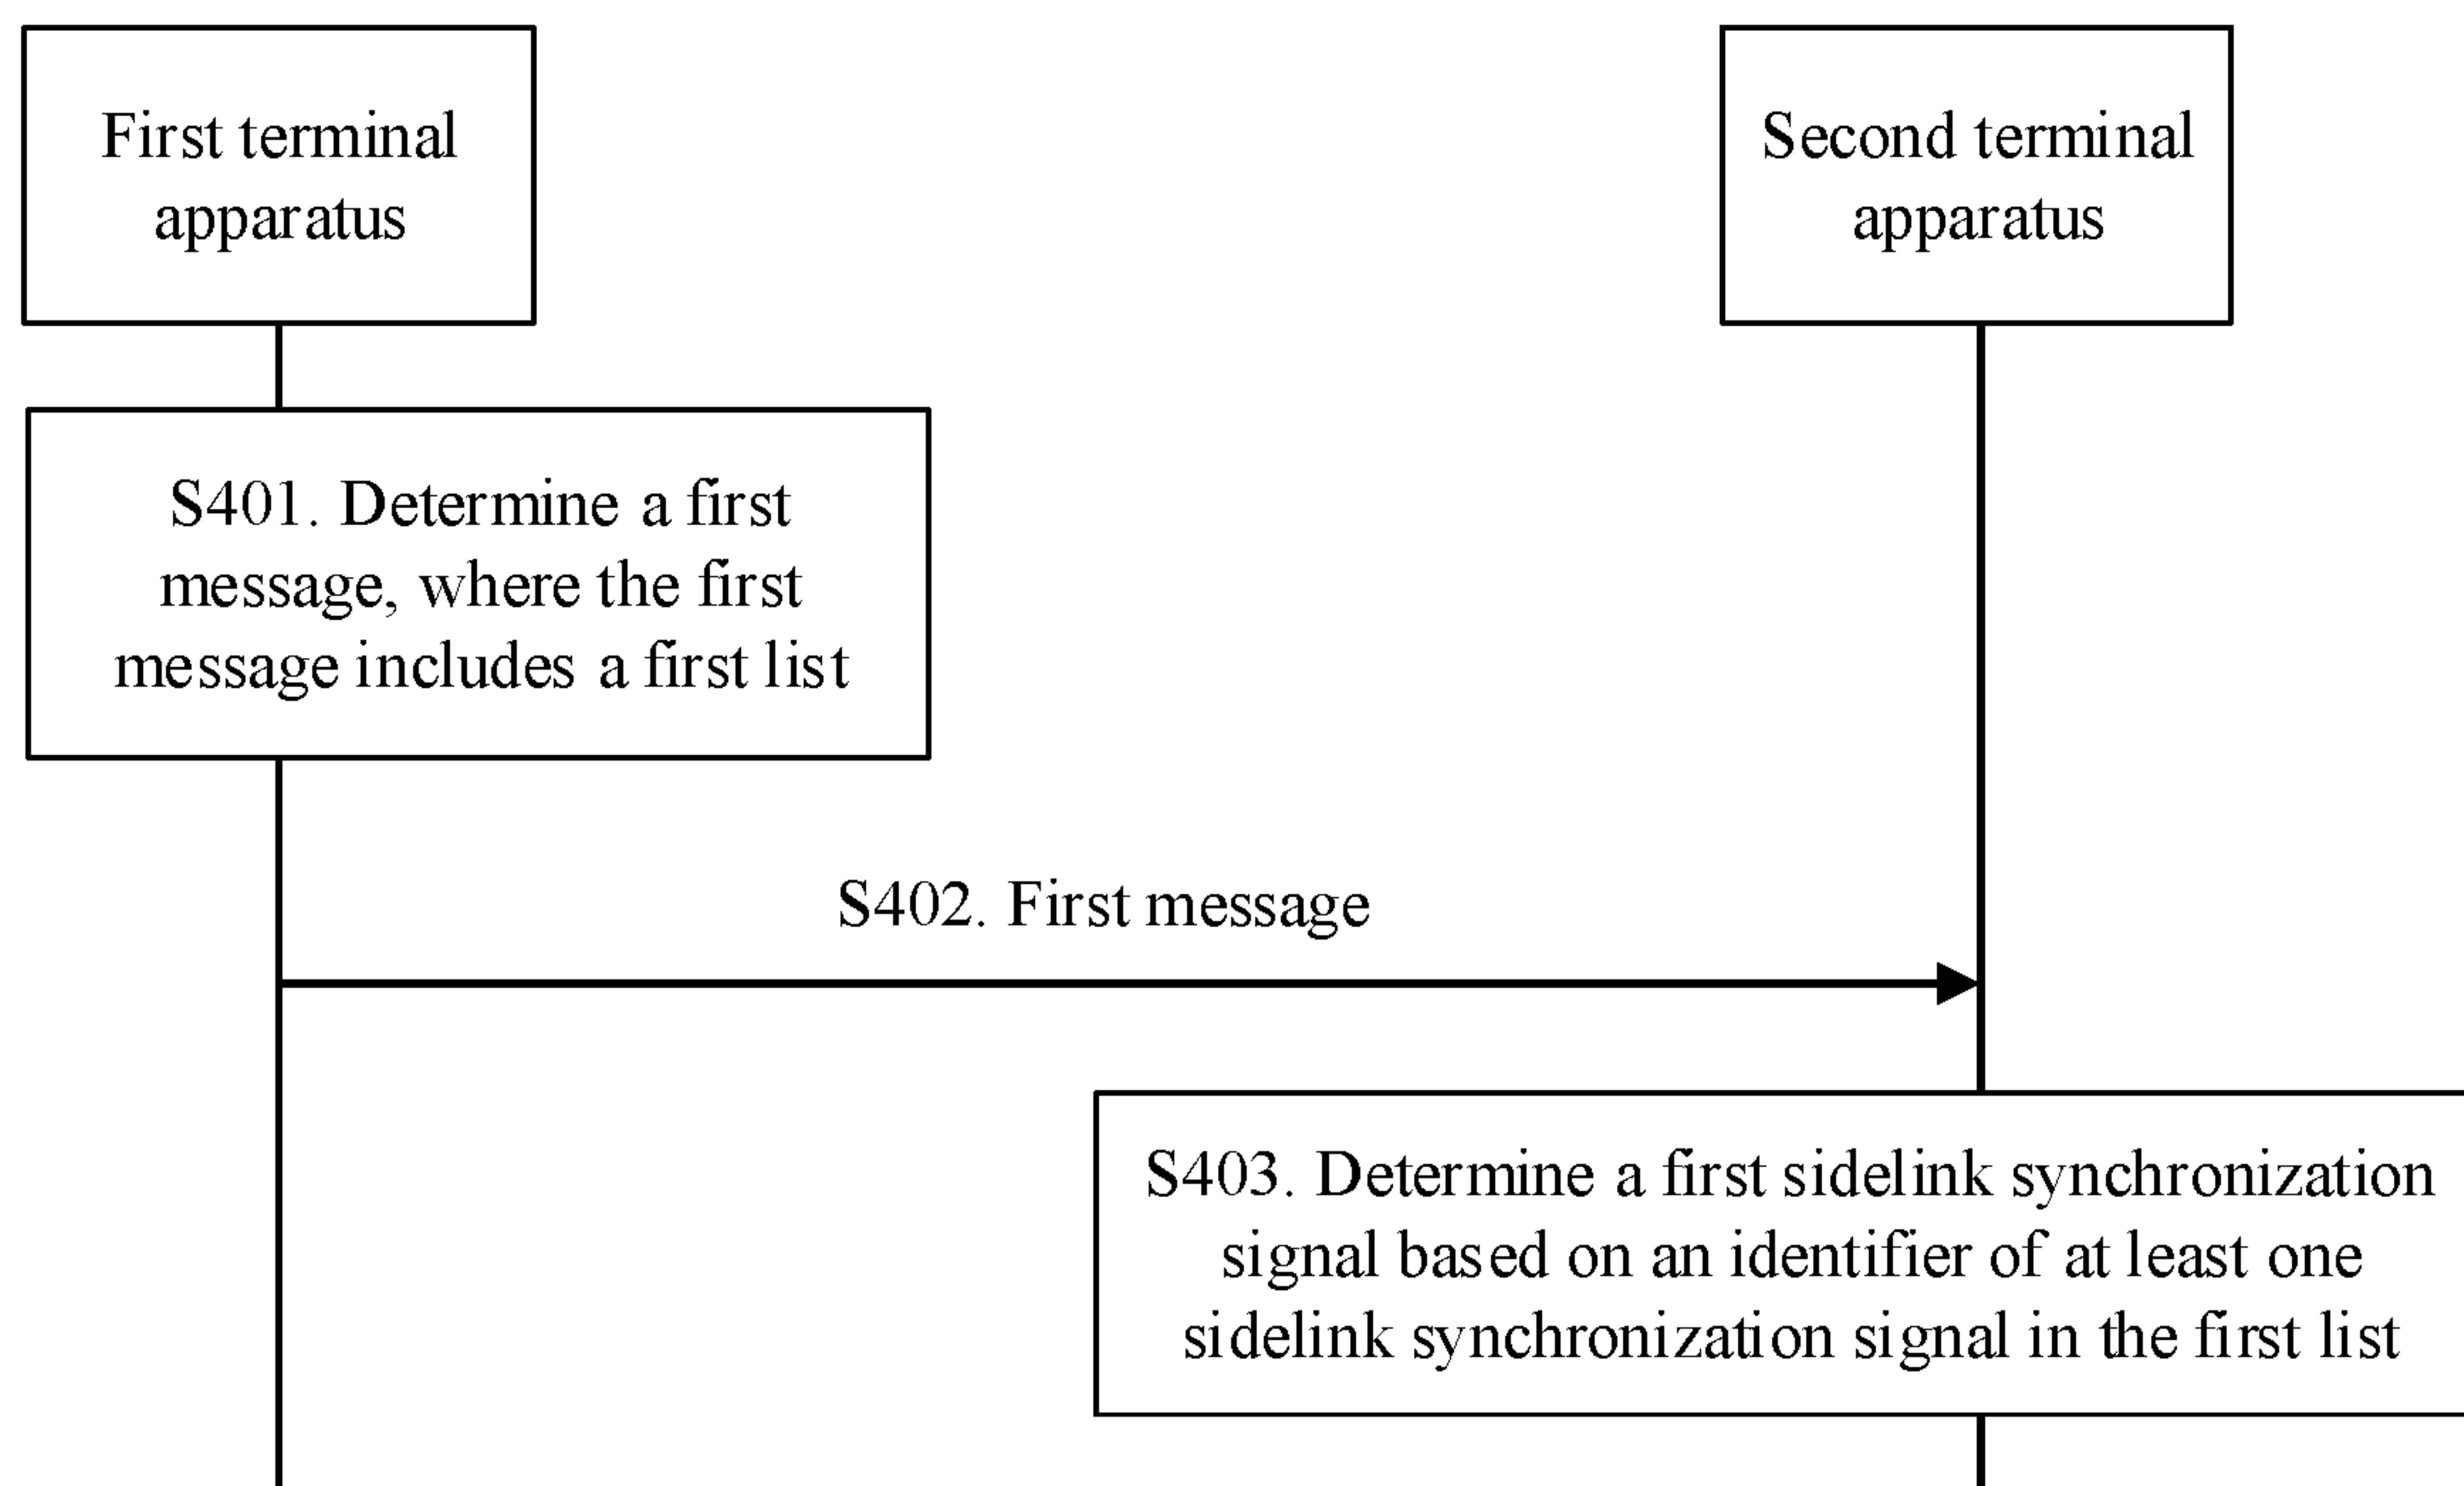 First terminal
apparatus
Second terminal
apparatus
S401. Determine a first
message, where the first
message includes a first list
S402. First message
S403. Determine a first sidelink synchronization
signal based on an identifier of at least one
sidelink synchronization signal in the first list